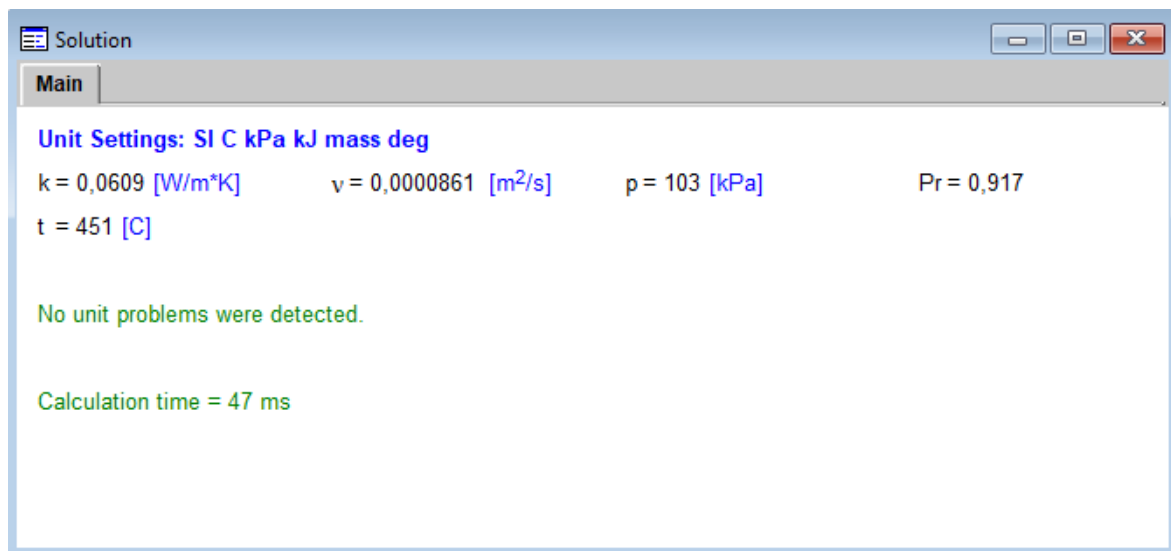 Solution
Main
Unit Settings: SI C kPa kJ mass deg
k = 0,0609 [W/m*K] ν = 0,0000861 [m²/s] p = 103 [kPa] Pr = 0,917
t = 451 [C]
No unit problems were detected.
Calculation time = 47 ms